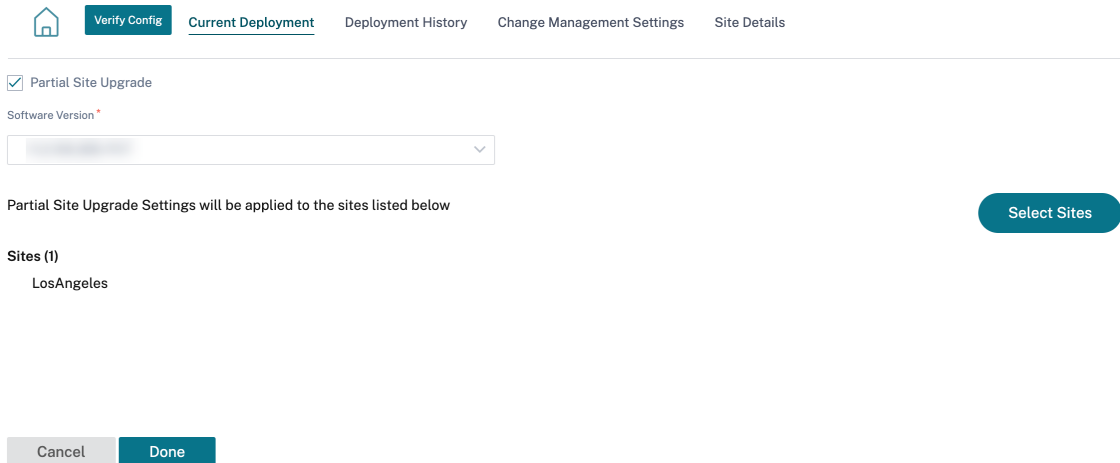 Verify Config Current Deployment Deployment History Change Management Settings Site Details
Partial Site Upgrade
Software Version *
Partial Site Upgrade Settings will be applied to the sites listed below
Select Sites
Sites (1)
LosAngeles
Cancel Done